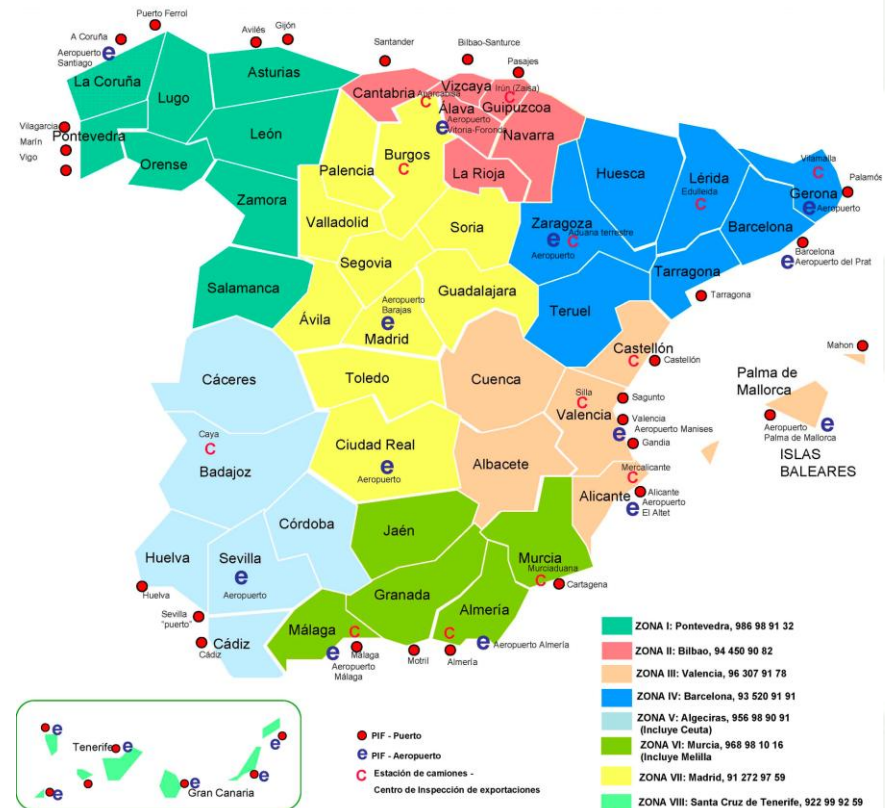 Puerto Ferrol
A Coruña
Aeropuerto
Santiago
Avilés
Gijón
Santander
Bilbao-Santurce
Pasajes
La Coruña
Lugo
Asturias
Cantabria
Aparcabisa
Vizcaya
Irún (Zaisa)
C
Guipuzcoa
Álava
Aeropuerto
Vitoria-Foronda
Navarra
Vilagarcia
Marín
Vigo
Pontevedra
Orense
León
Palencia
Burgos
La Rioja
Huesca
Lérida
Edulleida
Vilamalla
Gerona
Aeropuerto
Palamós
Zamora
Valladolid
Soria
Zaragoza
Aduana terrestre
Aeropuerto
Barcelona
Barcelona
Aeropuerto del Prat
Tarragona
Tarragona
Salamanca
Segovia
Ávila
Aeropuerto
Barajas
Madrid
Guadalajara
Teruel
Castellón
Castellón
Mahon
Palma de
Mallorca
Aeropuerto
Palma de Mallorca
ISLAS
BALEARES
Cáceres
Toledo
Cuenca
Silla
Valencia
Sagunto
Valencia
Aeropuerto Manises
Gandia
Caya
Badajoz
Ciudad Real
Aeropuerto
Albacete
Mercalicante
Alicante
Alicante
Aeropuerto
El Altet
Huelva
Huelva
Sevilla
Aeropuerto
Córdoba
Jaén
Murcia
Murciaduana
Cartagena
Sevilla
"puerto"
Cádiz
Cádiz
Málaga
Málaga
Aeropuerto
Málaga
Granada
Motril
Almería
Almería
Aeropuerto Almería
Tenerife
Gran Canaria
PIF - Puerto
e PIF - Aeropuerto
C Estación de camiones -
Centro de Inspección de exportaciones
ZONA I: Pontevedra, 986 98 91 32
ZONA II: Bilbao, 94 450 90 82
ZONA III: Valencia, 96 307 91 78
ZONA IV: Barcelona, 93 520 91 91
ZONA V: Algeciras, 956 98 90 91
(Incluye Ceuta)
ZONA VI: Murcia, 968 98 10 16
(Incluye Melilla)
ZONA VII: Madrid, 91 272 97 59
ZONA VIII: Santa Cruz de Tenerife, 922 99 92 59